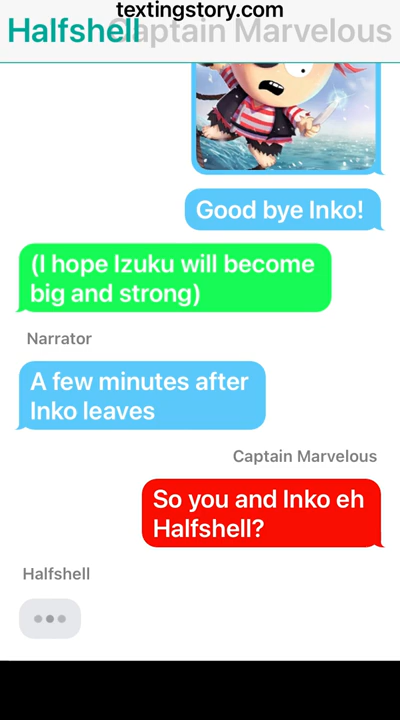 textingstory.com
Halfshell
Captain Marvelous
Good bye Inko!
(I hope Izuku will become
big and strong)
Narrator
A few minutes after
Inko leaves
Captain Marvelous
So you and Inko eh
Halfshell?
Halfshell